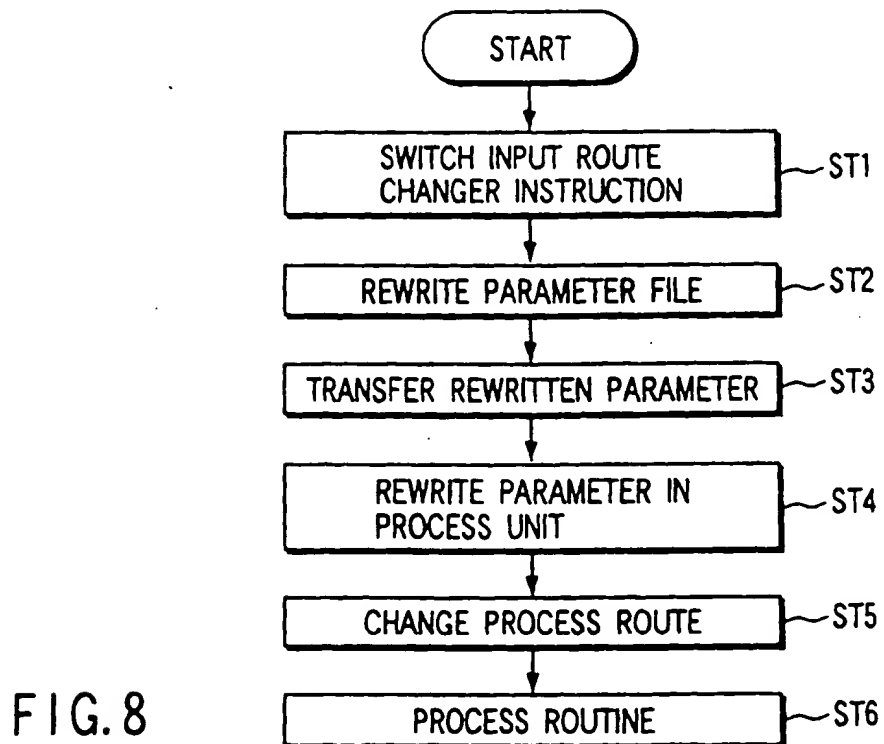 START
SWITCH INPUT ROUTE
CHANGER INSTRUCTION
ST1
REWRITE PARAMETER FILE
ST2
TRANSFER REWRITTEN PARAMETER
ST3
REWRITE PARAMETER IN
PROCESS UNIT
ST4
CHANGE PROCESS ROUTE
ST5
PROCESS ROUTINE
ST6
FIG.8